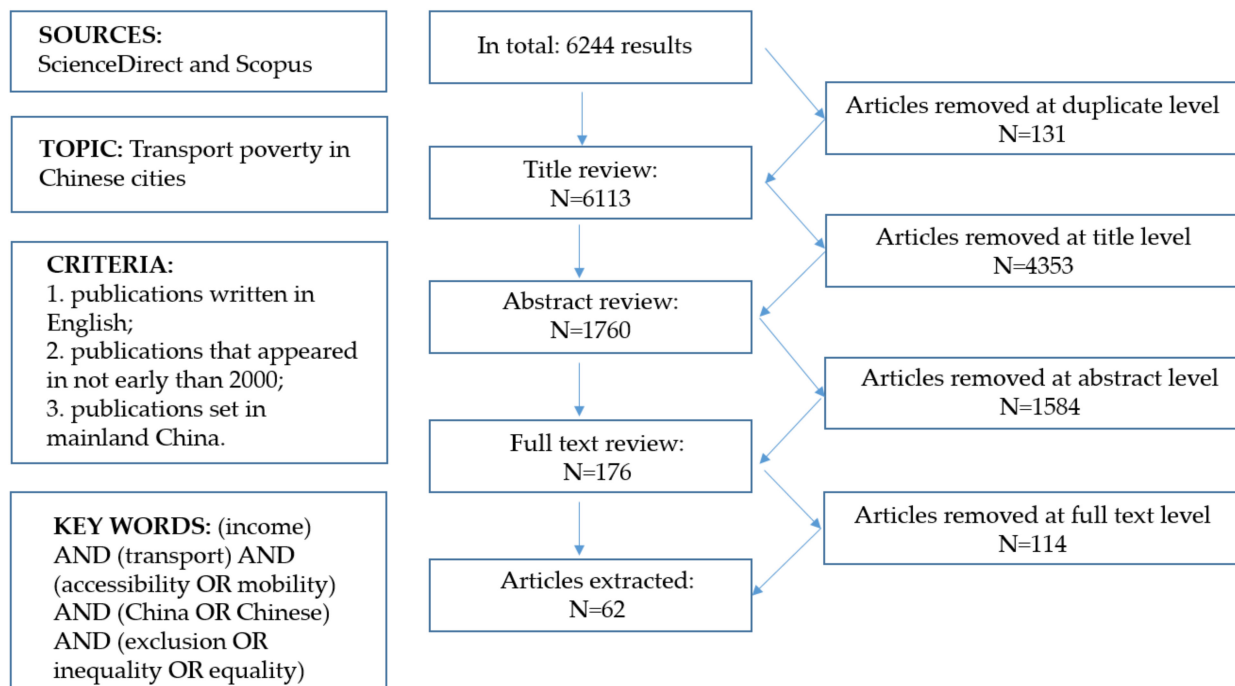 SOURCES:
ScienceDirect and Scopus
TOPIC: Transport poverty in
Chinese cities
CRITERIA:
1. publications written in
English;
2. publications that appeared
in not early than 2000;
3. publications set in
mainland China.
KEY WORDS: (income)
AND (transport) AND
(accessibility OR mobility)
AND (China OR Chinese)
AND (exclusion OR
inequality OR equality)
In total: 6244 results
Articles removed at duplicate level
N=131
Title review:
N=6113
Articles removed at title level
N=4353
Abstract review:
N=1760
Articles removed at abstract level
N=1584
Full text review:
N=176
Articles removed at full text level
N=114
Articles extracted:
N=62